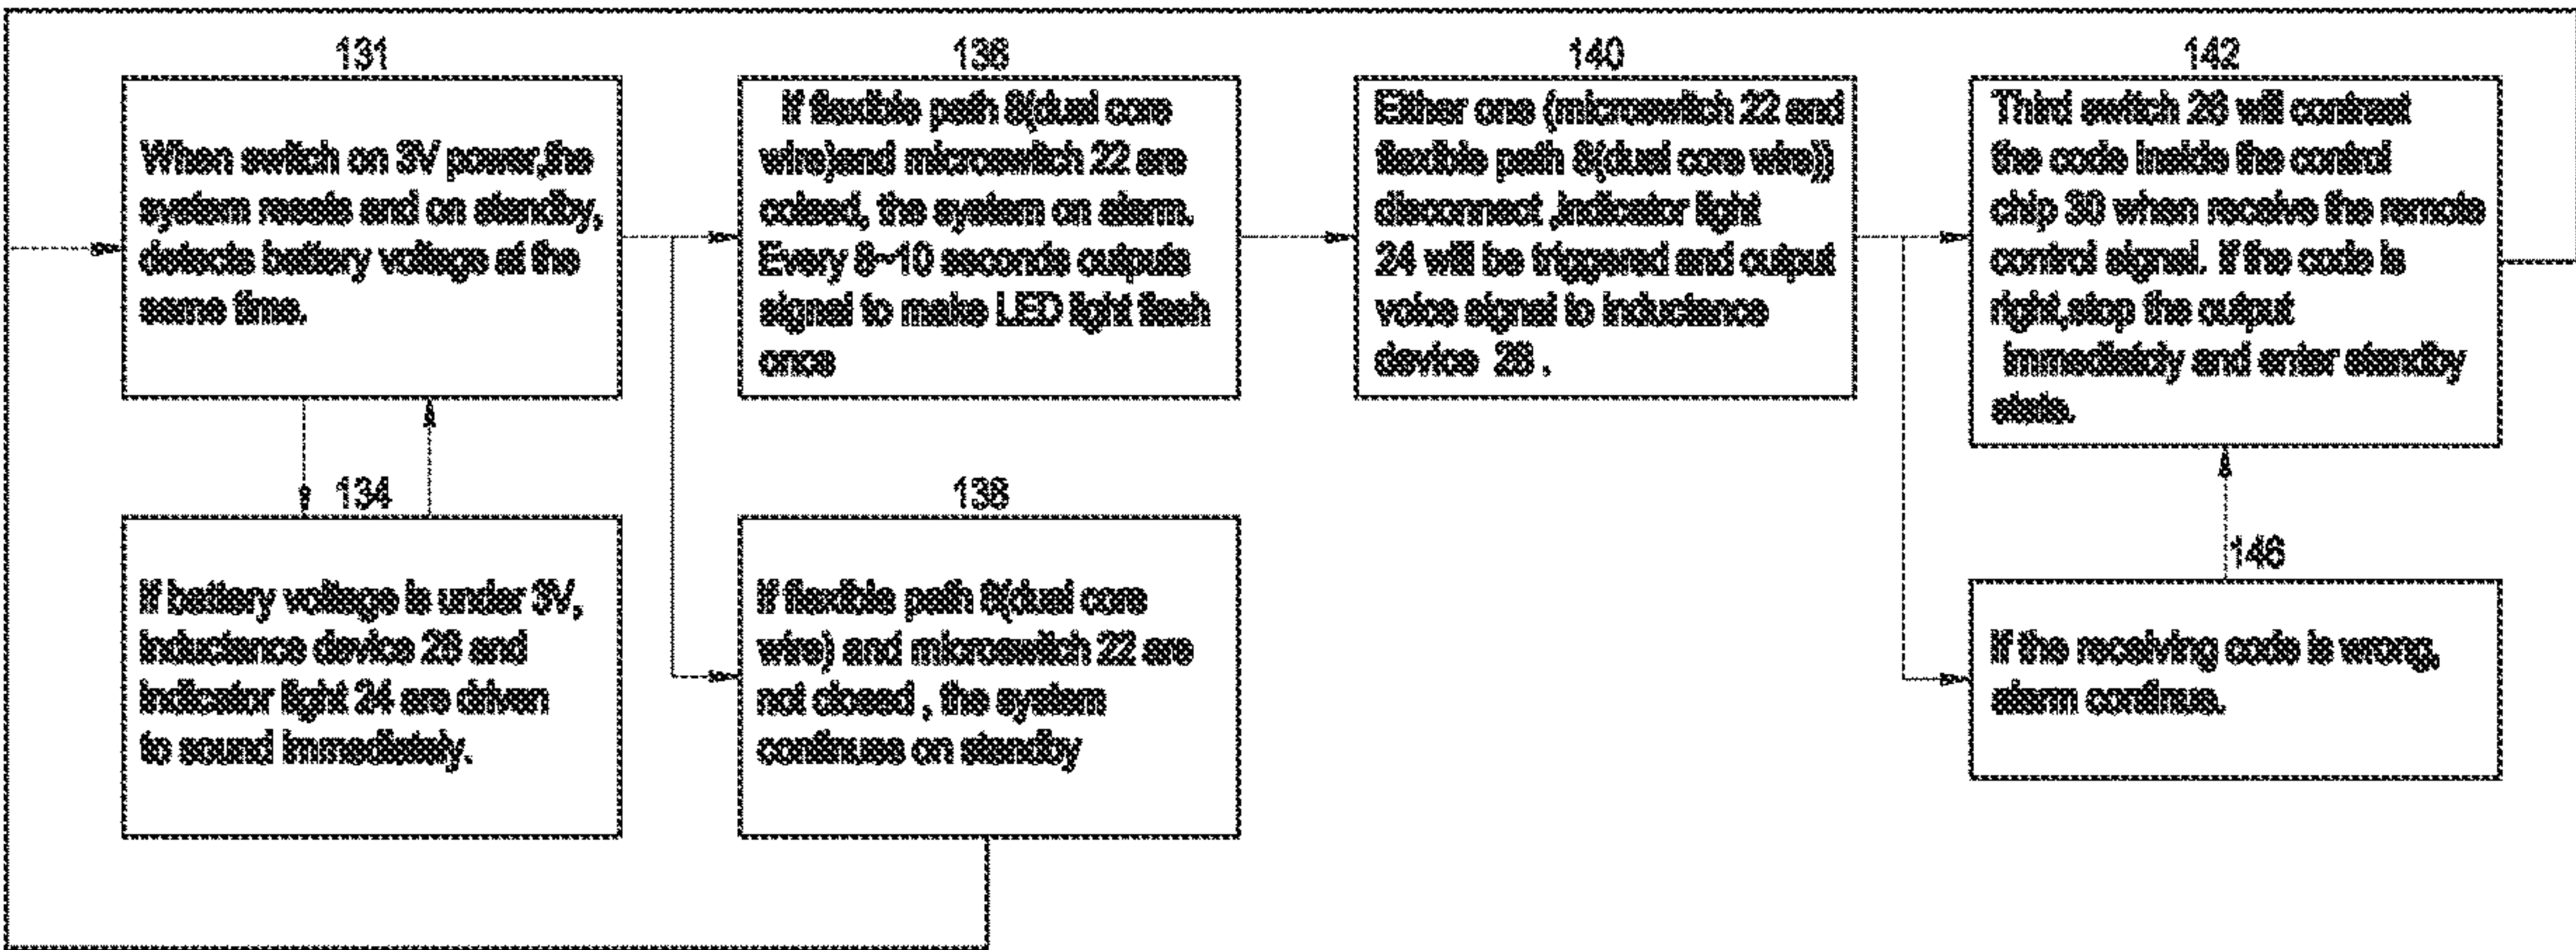 131
When switch on 3V power,the
system resets and on standby,
detects battery voltage at the
same time.
134
If battery voltage is under 3V,
inductance device 28 and
indicator light 24 are driven
to sound immediately.
If flexible path 8(dual core
wire)and microswitch 22 are
colsed, the system on alarm.
Every 8~10 seconds outputs
signal to make LED light flash
once
138
If flexible path 8(dual core
wire) and microswitch 22 are
not closed , the system
continues on standby
140
Either one (microswitch 22 and
flexible path 8(dual core wire))
disconnect ,indicator light
24 will be triggered and output
voice signal to inductance
device 28 .
142
Third switch 26 will contrast
the code inside the control
chip 30 when receive the remote
control signal. If the code is
right,stop the output
immediately and enter standby
state.
146
If the receiving code is wrong,
alarm continue.